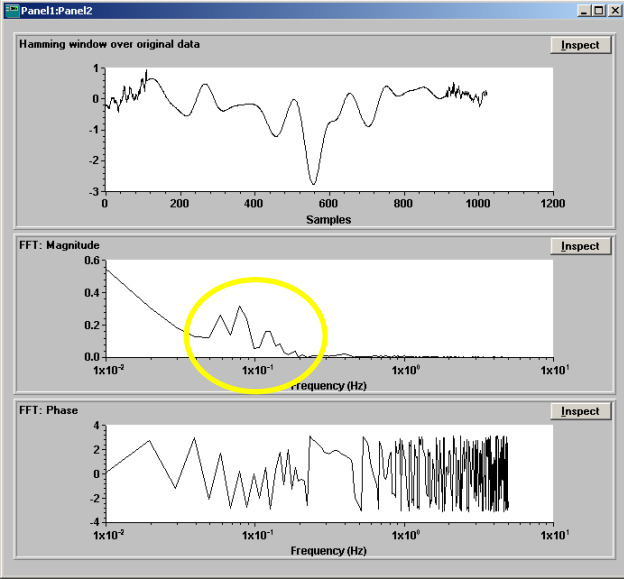 Panel1:Panel2
Hamming window over original data
Inspect
1
0
-1
-2
-3
0 200 400 600 800 1000 1200
Samples
FFT: Magnitude
Inspect
0.6
0.4
0.2
0.0
1x10-2 1x10-1 1x100 1x101
Frequency (Hz)
FFT: Phase
Inspect
4
2
0
-2
-4
1x10-2 1x10-1 1x100 1x101
Frequency (Hz)